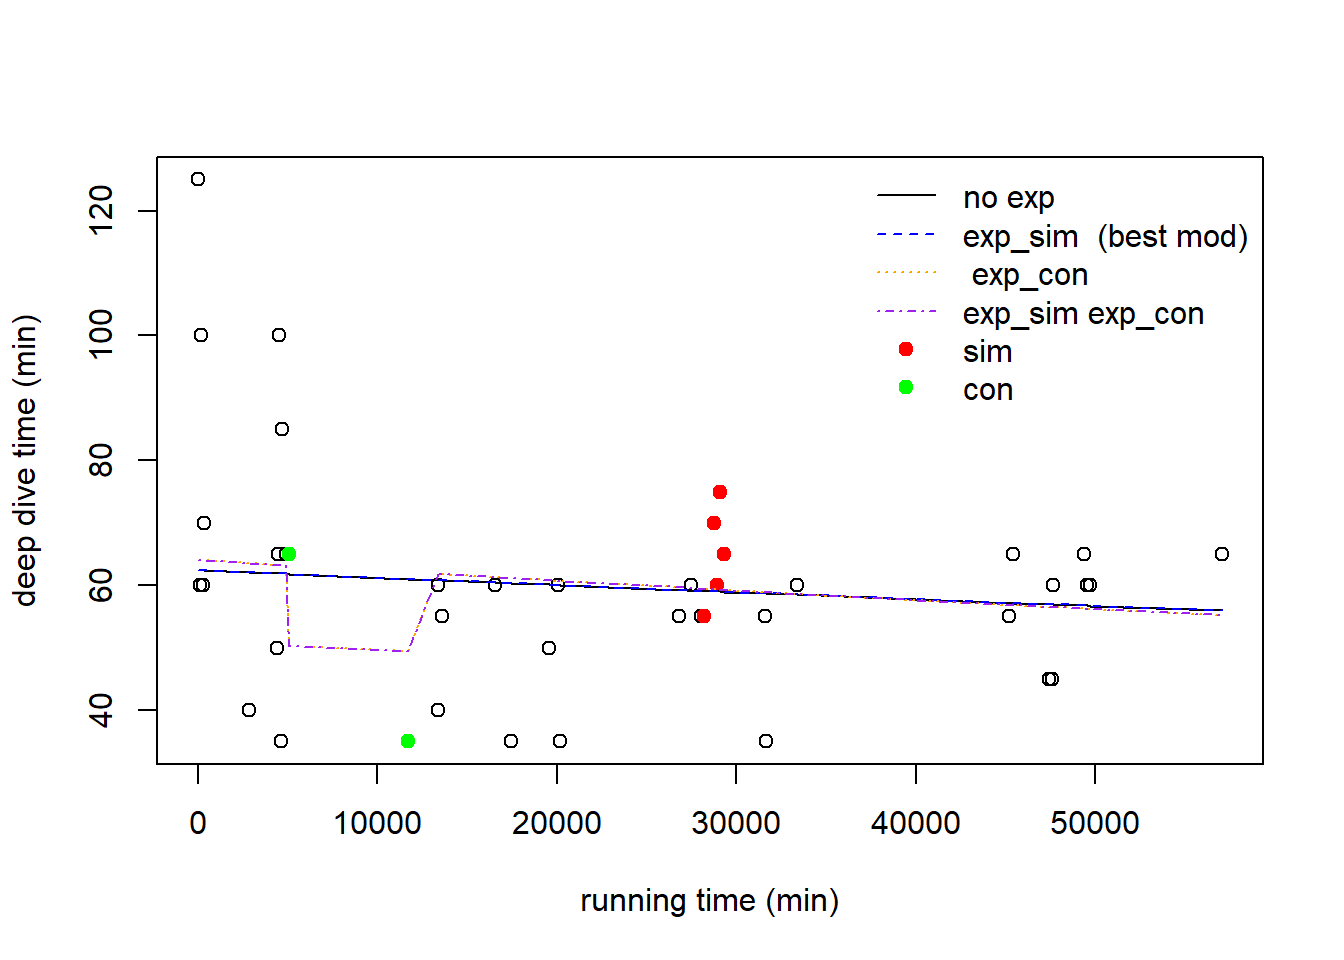 no exp
exp_sim  (best mod)
exp_con
exp_sim exp_con
sim
con
deep dive time (min)
120
100
80
60
40
0
10000
20000
30000
40000
50000
running time (min)